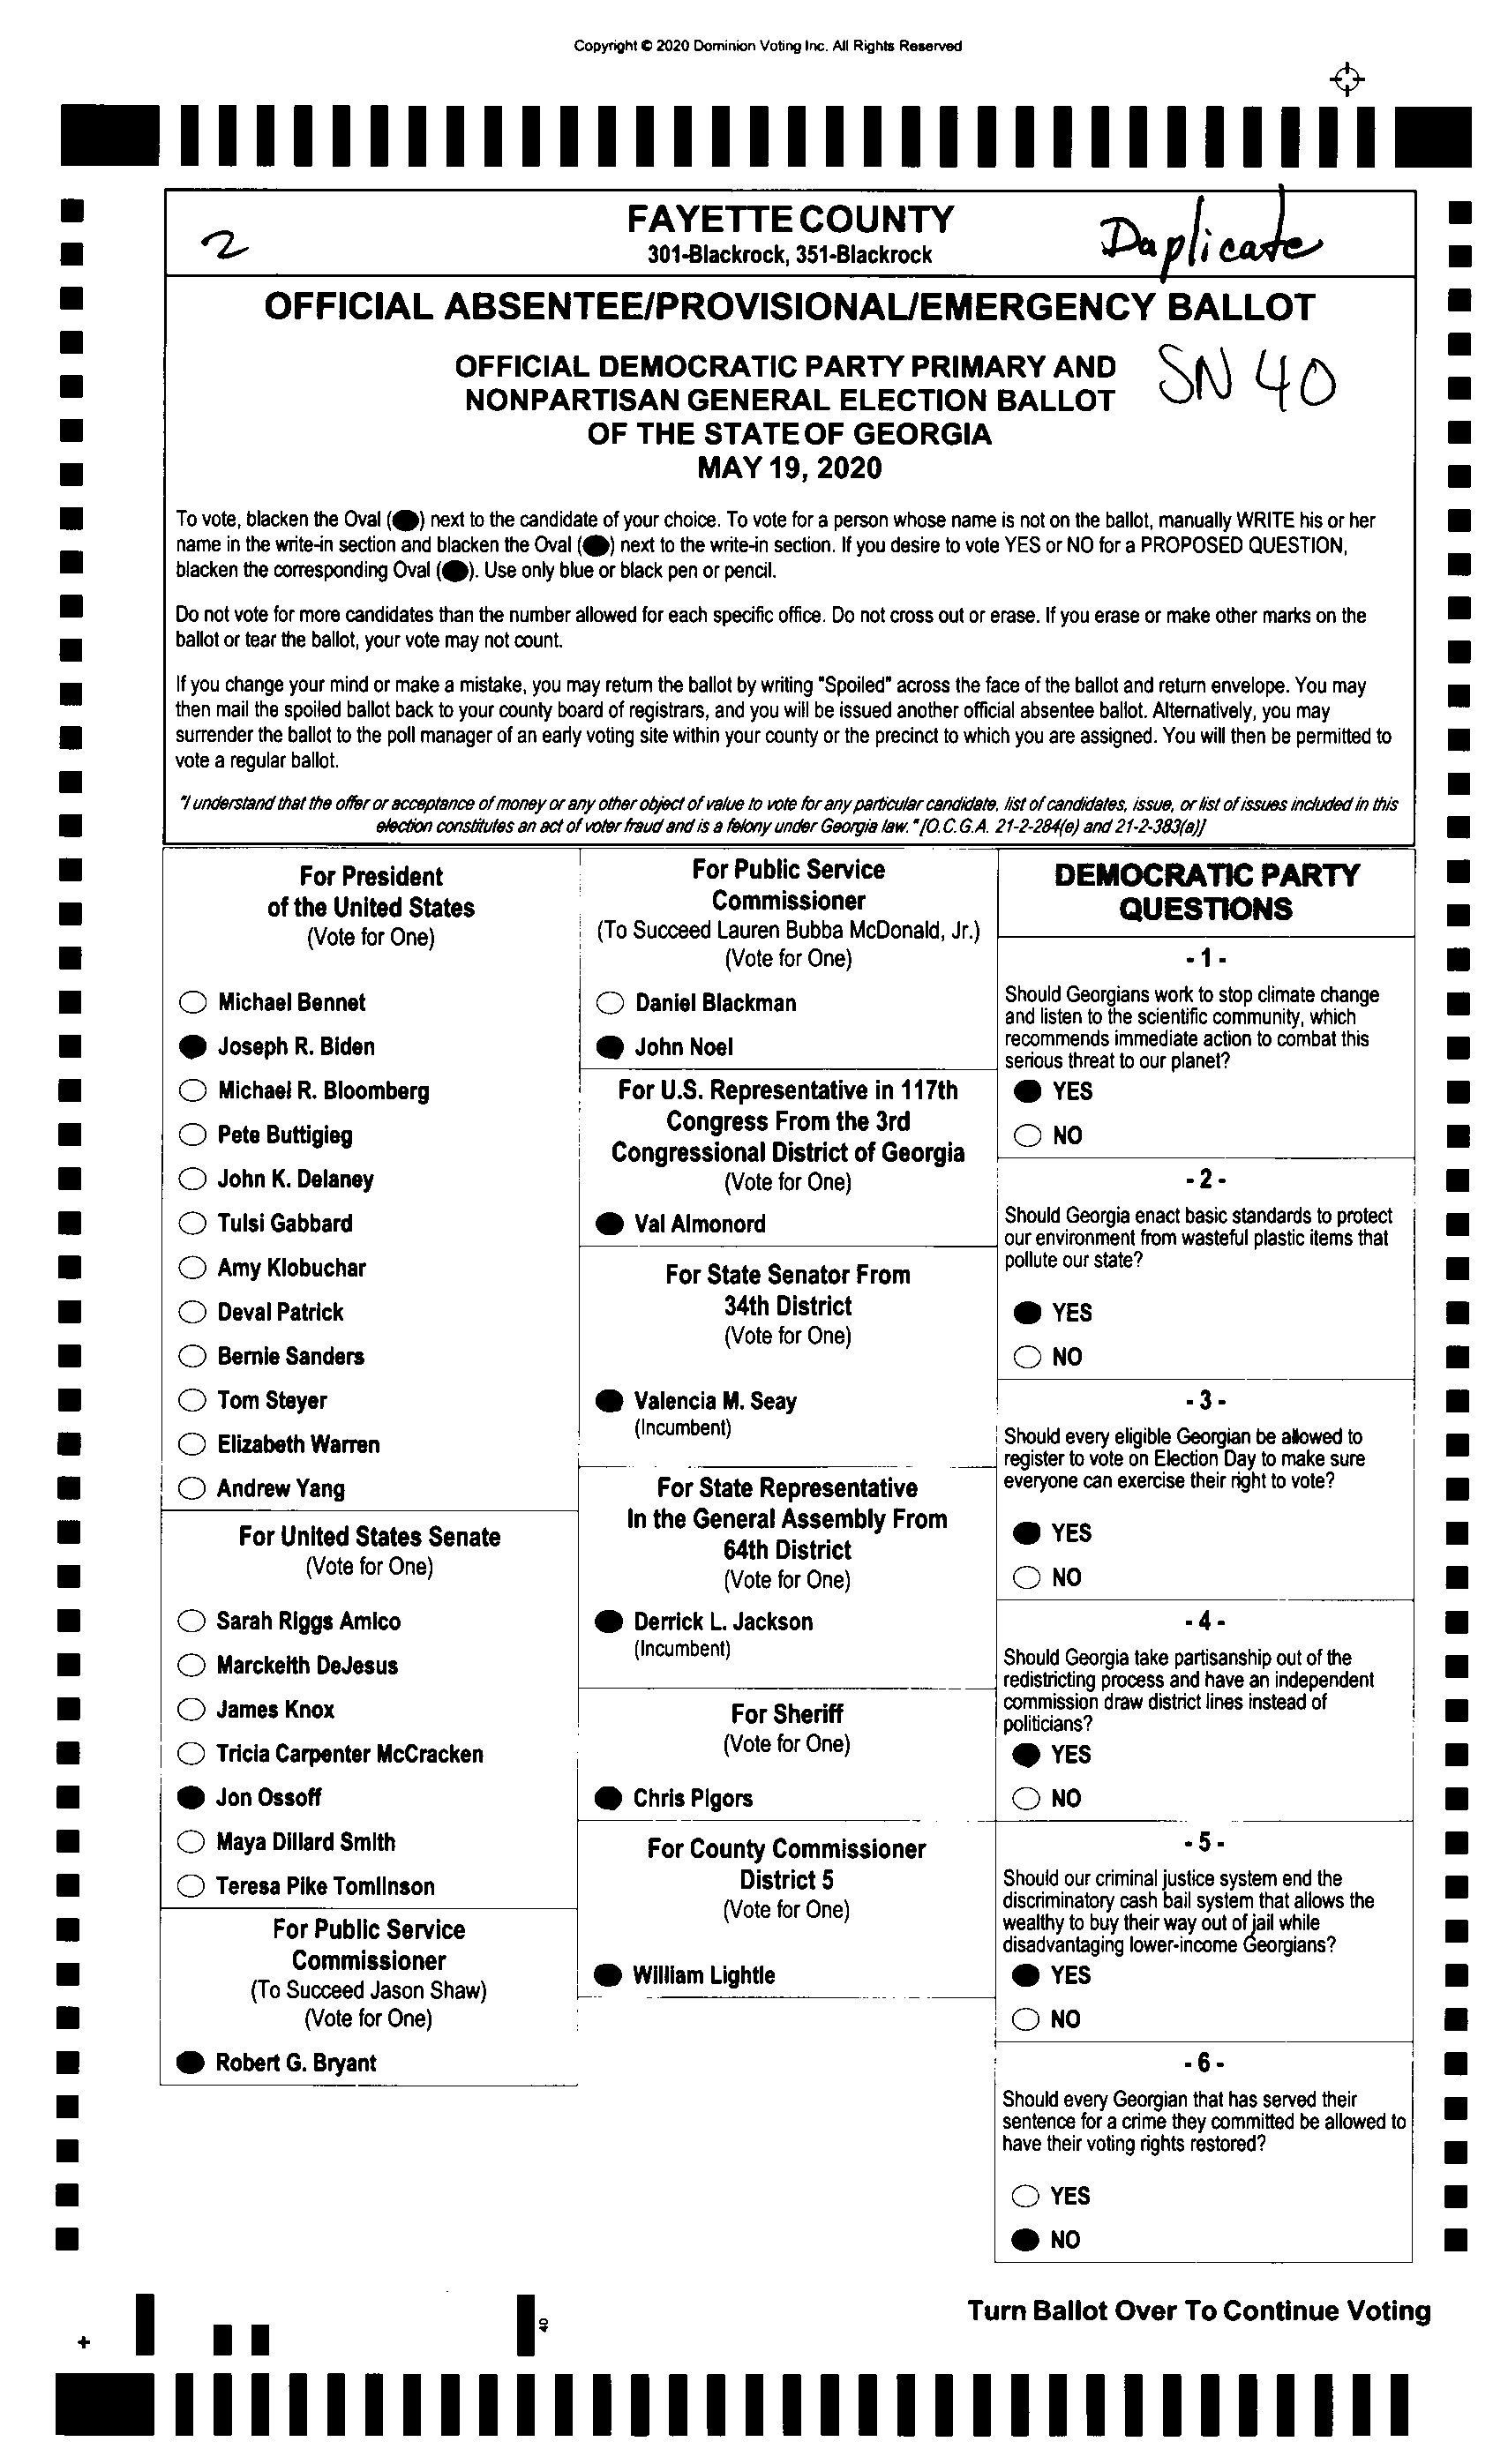 Copyright © 2020 Dominion Voting Inc. All Rights Reserved
FAYETTE COUNTY
301-Blackrock, 351-Blackrock
2
Duplicate
OFFICIAL ABSENTEE/PROVISIONAL/EMERGENCY BALLOT
OFFICIAL DEMOCRATIC PARTY PRIMARY AND
NONPARTISAN GENERAL ELECTION BALLOT
OF THE STATE OF GEORGIA
MAY 19, 2020
SN 40
To vote, blacken the Oval () next to the candidate of your choice. To vote for a person whose name is not on the ballot, manually WRITE his or her
name in the write-in section and blacken the Oval () next to the write-in section. If you desire to vote YES or NO for a PROPOSED QUESTION,
blacken the corresponding Oval (). Use only blue or black pen or pencil.
Do not vote for more candidates than the number allowed for each specific office. Do not cross out or erase. If you erase or make other marks on the
ballot or tear the ballot, your vote may not count.
If you change your mind or make a mistake, you may return the ballot by writing "Spoiled" across the face of the ballot and return envelope. You may
then mail the spoiled ballot back to your county board of registrars, and you will be issued another official absentee ballot. Alternatively, you may
surrender the ballot to the poll manager of an early voting site within your county or the precinct to which you are assigned. You will then be permitted to
vote a regular ballot.
"I understand that the offer or acceptance of money or any other object of value to vote for any particular candidate, list of candidates, issue, or list of issues included in this
election constitutes an act of voter fraud and is a felony under Georgia law." [O.C.G.A. 21-2-284(e) and 21-2-383(a)]
For President
of the United States
(Vote for One)
Michael Bennet
Joseph R. Biden
Michael R. Bloomberg
Pete Buttigieg
John K. Delaney
Tulsi Gabbard
Amy Klobuchar
Deval Patrick
Bernie Sanders
Tom Steyer
Elizabeth Warren
Andrew Yang
For United States Senate
(Vote for One)
Sarah Riggs Amico
Marckeith DeJesus
James Knox
Tricia Carpenter McCracken
Jon Ossoff
Maya Dillard Smith
Teresa Pike Tomlinson
For Public Service
Commissioner
(To Succeed Jason Shaw)
(Vote for One)
Robert G. Bryant
For Public Service
Commissioner
(To Succeed Lauren Bubba McDonald, Jr.)
(Vote for One)
Daniel Blackman
John Noel
For U.S. Representative in 117th
Congress From the 3rd
Congressional District of Georgia
(Vote for One)
Val Almonord
For State Senator From
34th District
(Vote for One)
Valencia M. Seay
(Incumbent)
For State Representative
In the General Assembly From
64th District
(Vote for One)
Derrick L. Jackson
(Incumbent)
For Sheriff
(Vote for One)
Chris Pigors
For County Commissioner
District 5
(Vote for One)
William Lightle
DEMOCRATIC PARTY
QUESTIONS
- 1 -
Should Georgians work to stop climate change
and listen to the scientific community, which
recommends immediate action to combat this
serious threat to our planet?
YES
NO
- 2 -
Should Georgia enact basic standards to protect
our environment from wasteful plastic items that
pollute our state?
YES
NO
- 3 -
Should every eligible Georgian be allowed to
register to vote on Election Day to make sure
everyone can exercise their right to vote?
YES
NO
- 4 -
Should Georgia take partisanship out of the
redistricting process and have an independent
commission draw district lines instead of
politicians?
YES
NO
- 5 -
Should our criminal justice system end the
discriminatory cash bail system that allows the
wealthy to buy their way out of jail while
disadvantaging lower-income Georgians?
YES
NO
- 6 -
Should every Georgian that has served their
sentence for a crime they committed be allowed to
have their voting rights restored?
YES
NO
Turn Ballot Over To Continue Voting
40